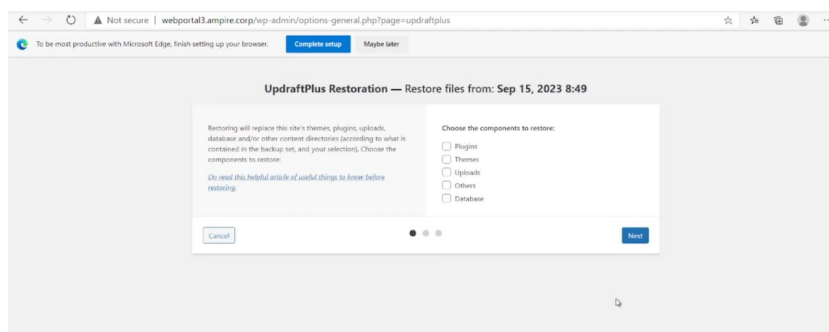 Not secure | webportal3.ampire.corp/wp-admin/options-general.php?page=updraftplus
To be most productive with Microsoft Edge, finish setting up your browser. Complete setup Maybe later
UpdraftPlus Restoration — Restore files from: Sep 15, 2023 8:49
Restoring will replace this site's themes, plugins, uploads,
database and/or other content directories (according to what is
contained in the backup set, and your selection). Choose the
components to restore:
Do read this helpful article of useful things to know before
restoring.
Choose the components to restore:
Plugins
Themes
Uploads
Others
Database
Cancel
Next